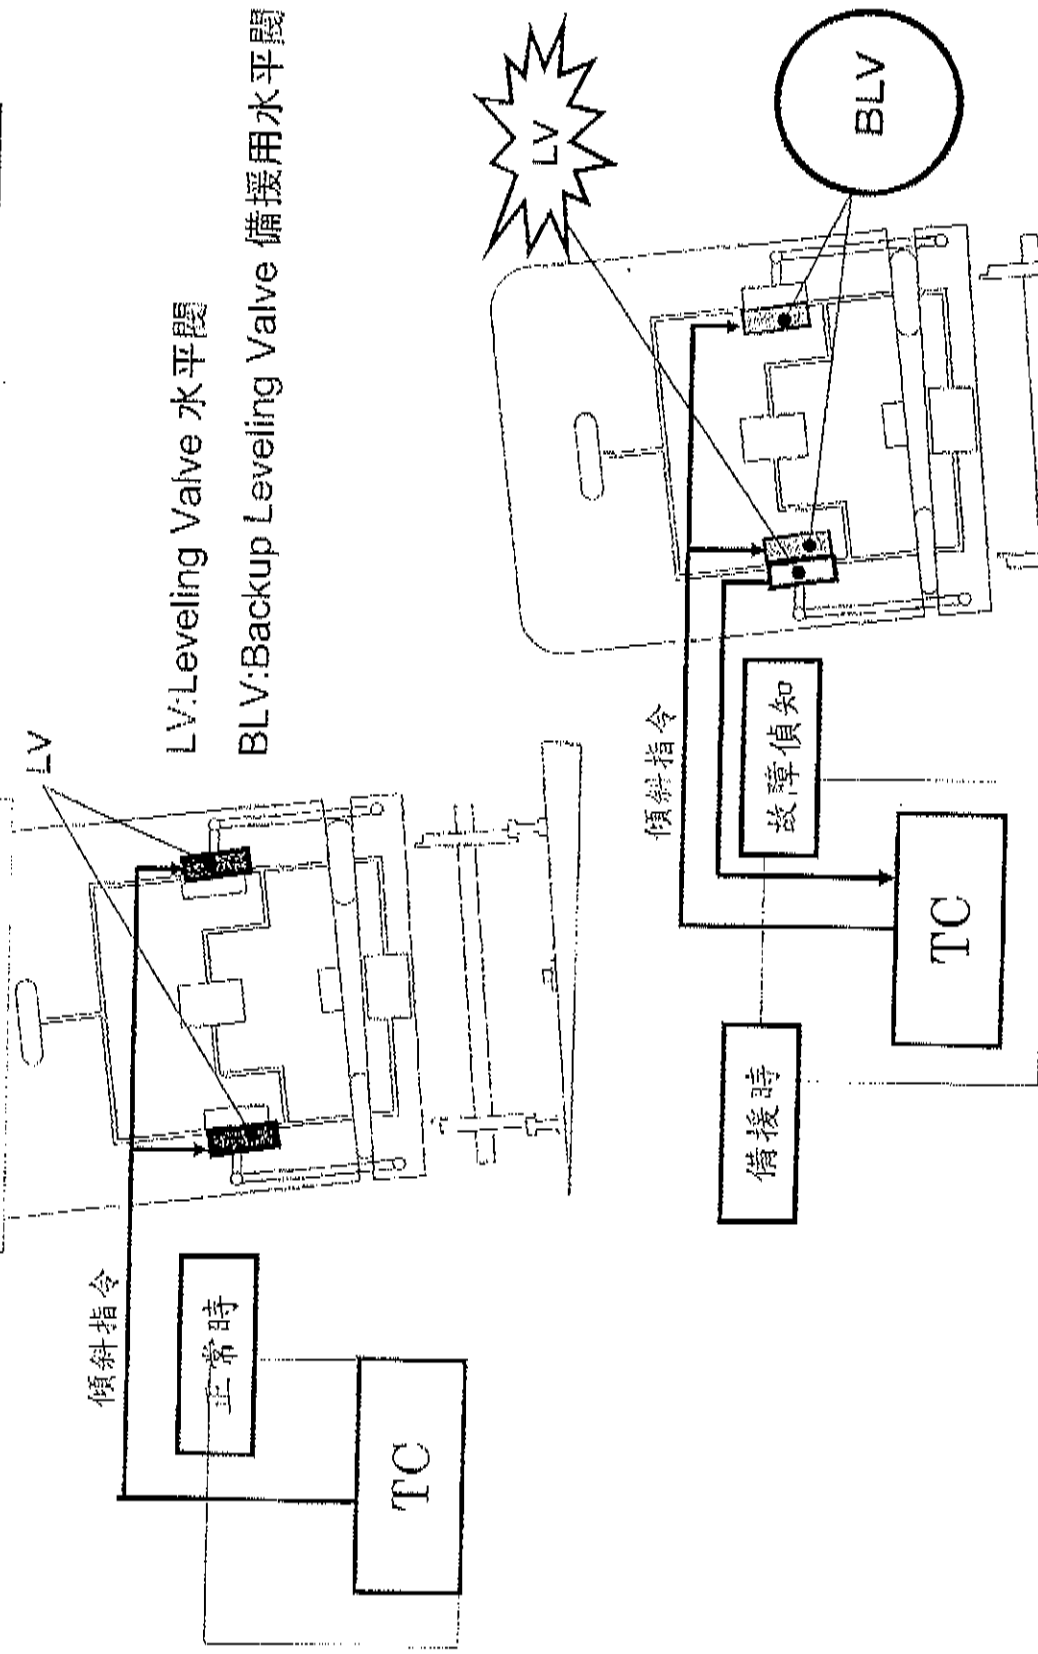 LV
LV:Leveling Valve 水平閥
BLV:Backup Leveling Valve 備援用水平閥
傾斜指令
正常時
TC
LV
BLV
傾斜指令
故障偵知
備援時
TC